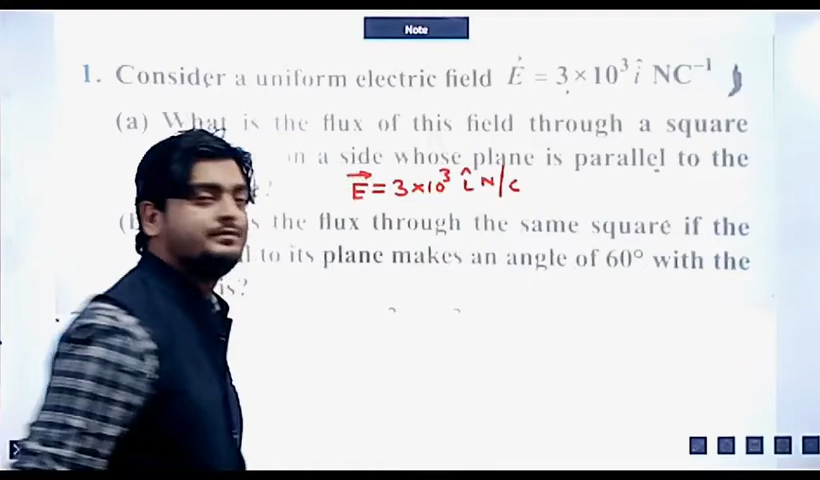 Note
1. Consider a uniform electric field E⃗ = 3 × 10³ î NC⁻¹
(a) What is the flux of this field through a square
n a side whose plane is parallel to the
E⃗ = 3×10³ î N/C
the flux through the same square if the
to its plane makes an angle of 60° with the
is?